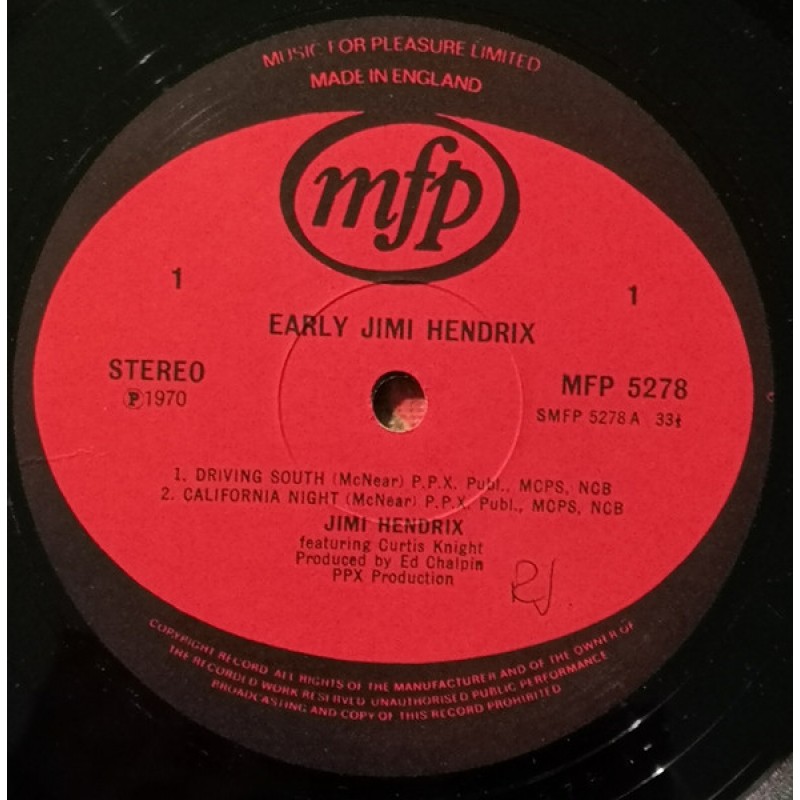 MUSIC FOR PLEASURE LIMITED
MADE IN ENGLAND
mfp
1
1
EARLY JIMI HENDRIX
STEREO
MFP 5278
Ⓟ1970
SMFP 5278 A 33⅓
1. DRIVING SOUTH (McNear) P.P.X. Publ., MCPS, NCB
2. CALIFORNIA NIGHT (McNear) P.P.X. Publ., MCPS, NCB
JIMI HENDRIX
featuring Curtis Knight
Produced by Ed Chalpin
PPX Production
RJ
COPYRIGHT RECORD ALL RIGHTS OF THE MANUFACTURER AND OF THE OWNER OF
THE RECORDED WORK RESERVED UNAUTHORISED PUBLIC PERFORMANCE
BROADCASTING AND COPY OF THIS RECORD PROHIBITED